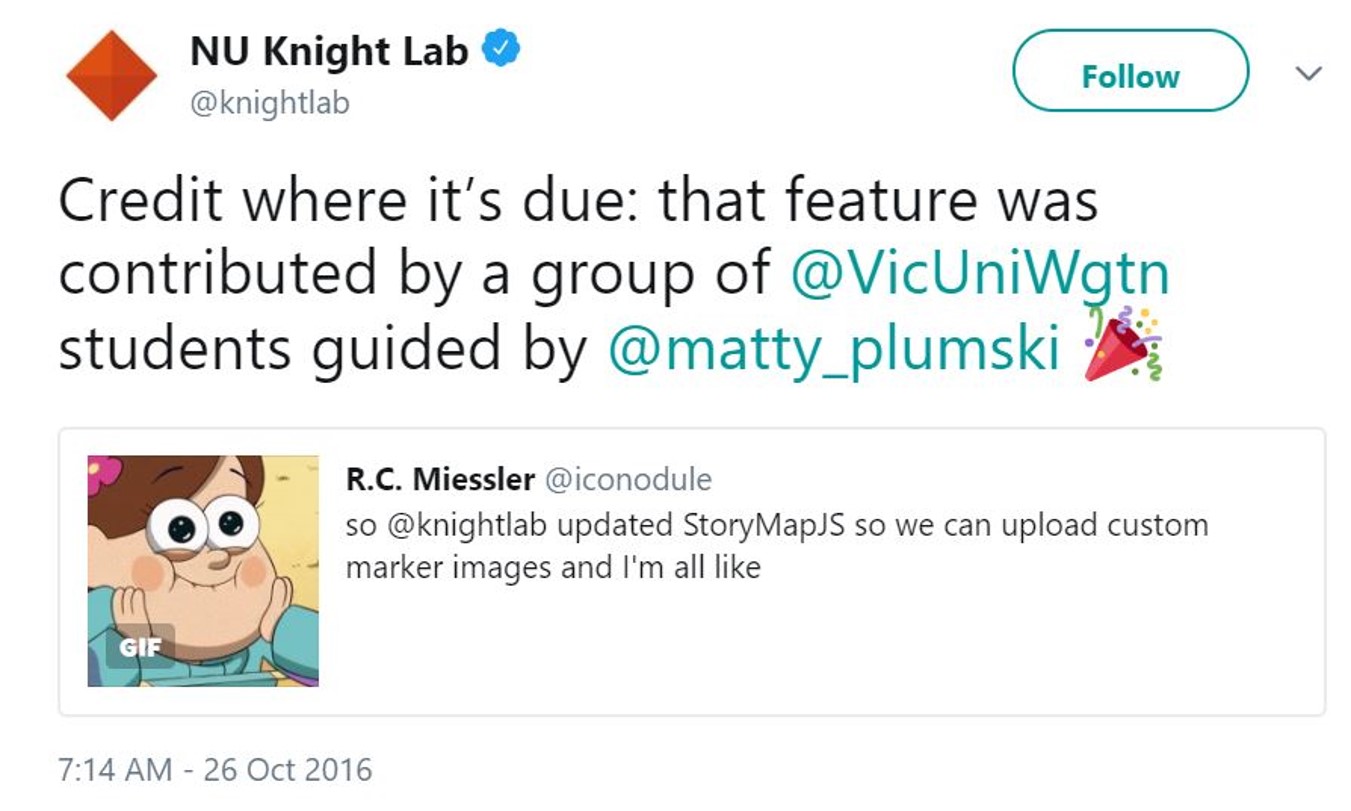 NU Knight Lab
@knightlab
Follow
Credit where it’s due: that feature was
contributed by a group of @VicUniWgtn
students guided by @matty_plumski 🎉
R.C. Miessler @iconodule
so @knightlab updated StoryMapJS so we can upload custom
marker images and I'm all like
GIF
7:14 AM - 26 Oct 2016